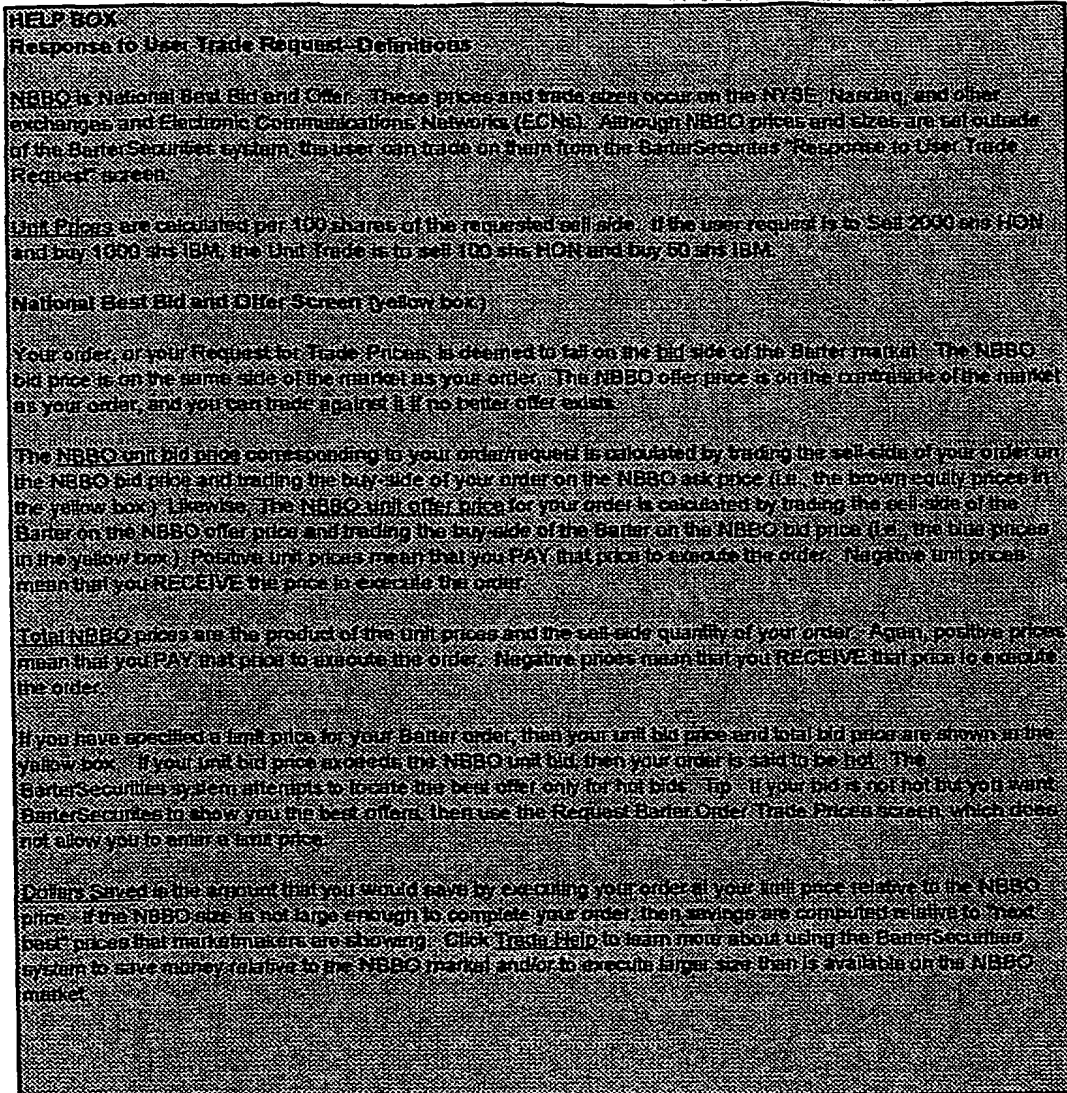 HELP BOX
Response to User Trade Request--Definitions
NBBO is National Best Bid and Offer. These prices and trade sizes occur on the NYSE, Nasdaq, and other
exchanges and Electronic Communications Networks (ECNs). Although NBBO prices and sizes are set outside
of the BarterSecurities system, the user can trade on them from the BarterSecurities "Response to User Trade
Request" screen.
Unit Prices are calculated per 100 shares of the requested sell side. If the user request is to Sell 2000 shs HON
and buy 1000 shs IBM, the Unit Trade is to sell 100 shs HON and buy 50 shs IBM.
National Best Bid and Offer Screen (yellow box)
Your order, or your Request for Trade Prices, is deemed to fall on the bid side of the Barter market. The NBBO
bid price is on the same side of the market as your order. The NBBO offer price is on the contraside of the market
as your order, and you can trade against it if no better offer exists.
The NBBO unit bid price corresponding to your order/request is calculated by trading the sell-side of your order on
the NBBO bid price and trading the buy-side of your order on the NBBO ask price (i.e., the brown equity prices in
the yellow box.) Likewise, The NBBO unit offer price for your order is calculated by trading the sell-side of the
Barter on the NBBO offer price and trading the buy-side of the Barter on the NBBO bid price (i.e., the blue prices
in the yellow box.) Positive unit prices mean that you PAY that price to execute the order. Negative unit prices
mean that you RECEIVE the price to execute the order.
Total NBBO prices are the product of the unit prices and the sell-side quantity of your order. Again, positive prices
mean that you PAY that price to execute the order. Negative prices mean that you RECEIVE that price to execute
the order.
If you have specified a limit price for your Barter order, then your unit bid price and total bid price are shown in the
yellow box. If your unit bid price exceeds the NBBO unit bid, then your order is said to be hot. The
BarterSecurities system attempts to locate the best offer only for hot bids. Tip: If your bid is not hot but you want
BarterSecurities to show you the best offers, then use the Request Barter Order Trade Prices screen, which does
not allow you to enter a limit price.
Dollars Saved is the amount that you would save by executing your order at your limit price relative to the NBBO
price. If the NBBO size is not large enough to complete your order, then savings are computed relative to "next
best" prices that marketmakers are showing. Click Trade Help to learn more about using the BarterSecurities
system to save money relative to the NBBO market and/or to execute larger size than is available on the NBBO
market.